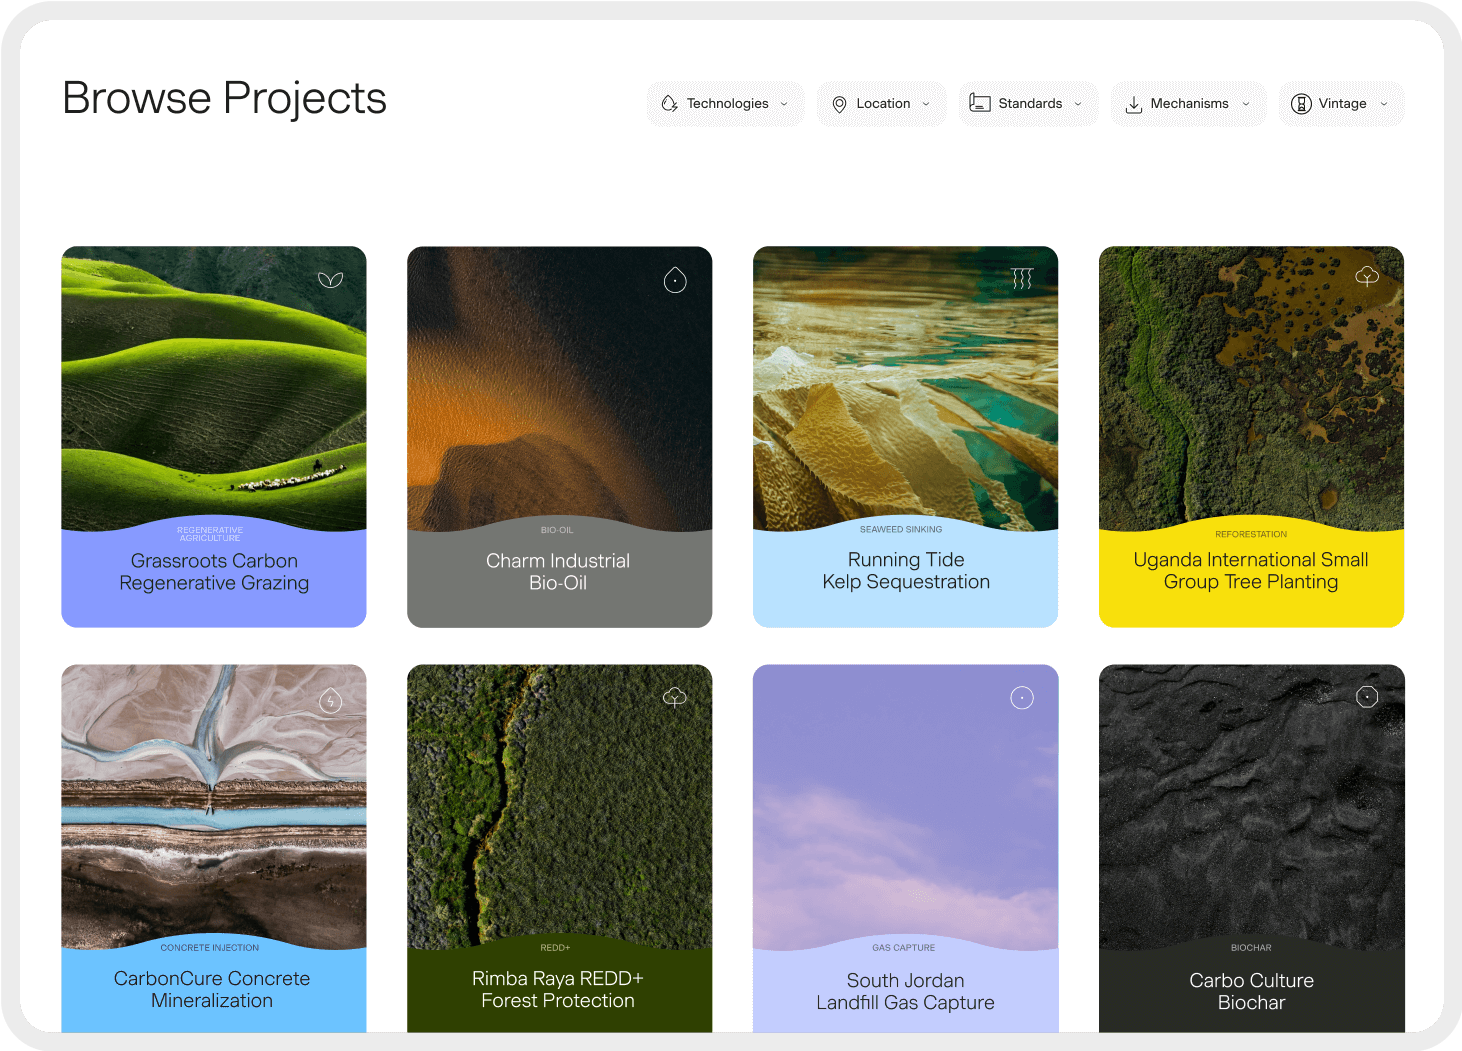 Browse Projects
Technologies
Location
Standards
Mechanisms
Vintage
REGENERATIVE
AGRICULTURE
Grassroots Carbon
Regenerative Grazing
BIO-OIL
Charm Industrial
Bio-Oil
SEAWEED SINKING
Running Tide
Kelp Sequestration
REFORESTATION
Uganda International Small
Group Tree Planting
CONCRETE INJECTION
CarbonCure Concrete
Mineralization
REDD+
Rimba Raya REDD+
Forest Protection
GAS CAPTURE
South Jordan
Landfill Gas Capture
BIOCHAR
Carbo Culture
Biochar